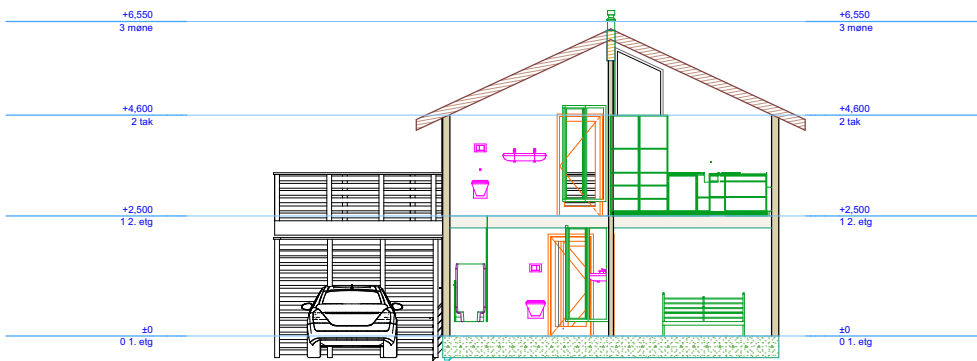 +6,550
3 møne
+6,550
3 møne
+4,600
2 tak
+4,600
2 tak
+2,500
1 2. etg
+2,500
1 2. etg
±0
0 1. etg
±0
0 1. etg